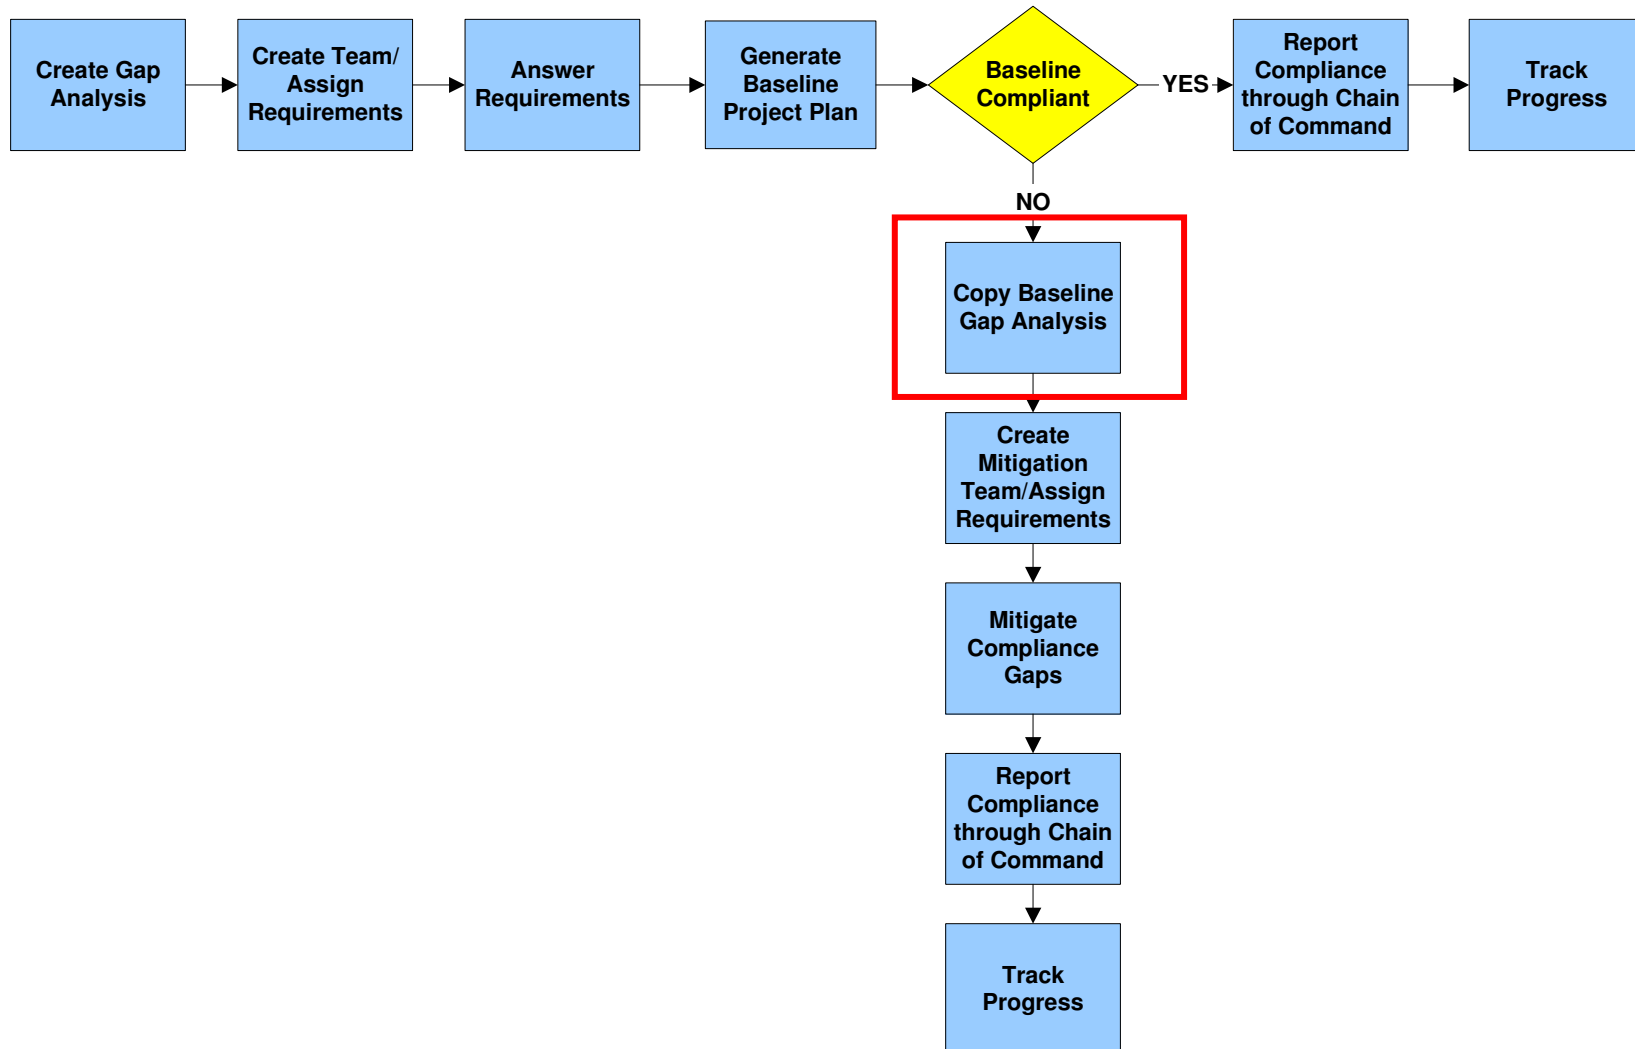 Create Gap
Analysis
Create Team/
Assign
Requirements
Answer
Requirements
Generate
Baseline
Project Plan
Baseline
Compliant
YES
Report
Compliance
through Chain
of Command
Track
Progress
NO
Copy Baseline
Gap Analysis
Create
Mitigation
Team/Assign
Requirements
Mitigate
Compliance
Gaps
Report
Compliance
through Chain
of Command
Track
Progress